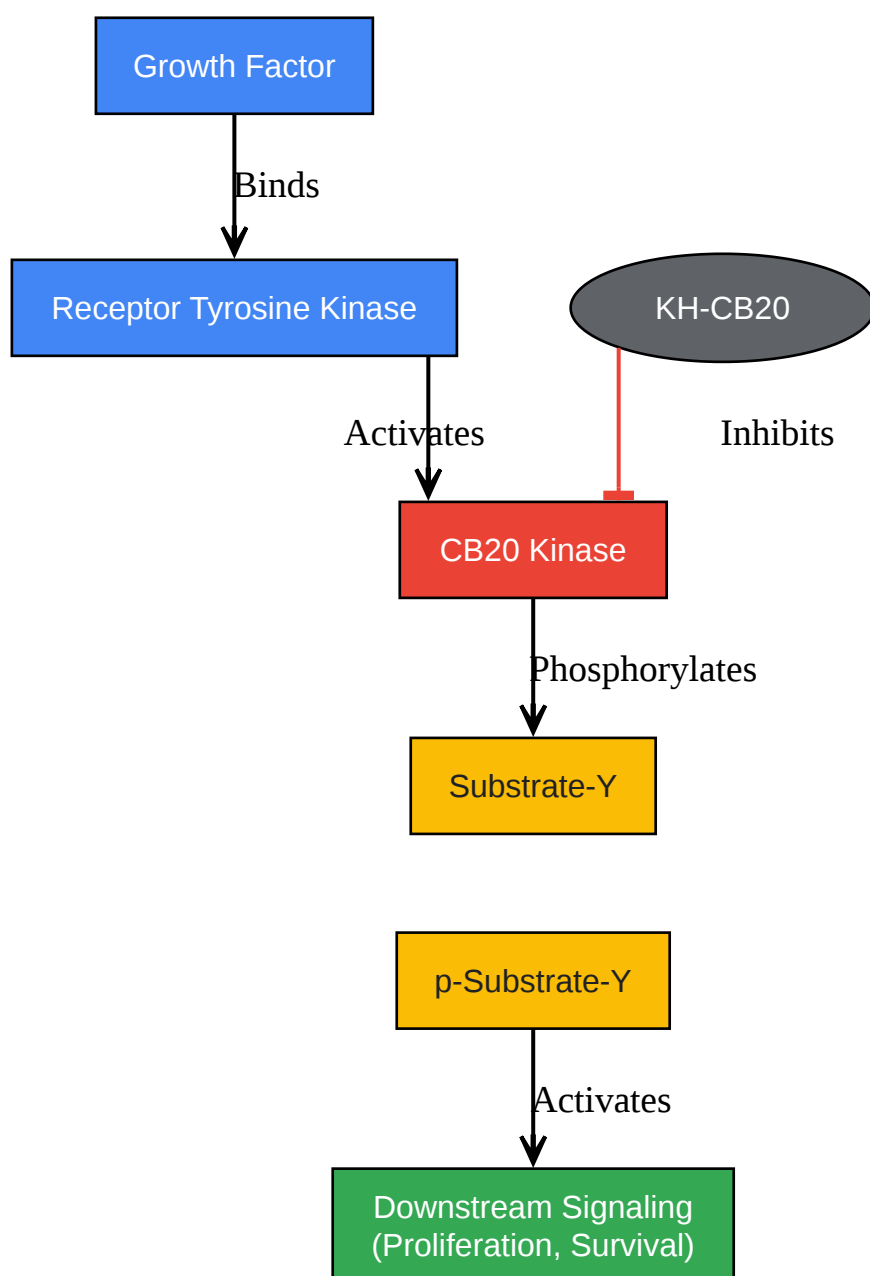 Growth Factor
Binds
Receptor Tyrosine Kinase
KH-CB20
Activates
Inhibits
CB20 Kinase
Phosphorylates
Substrate-Y
p-Substrate-Y
Activates
Downstream Signaling
(Proliferation, Survival)